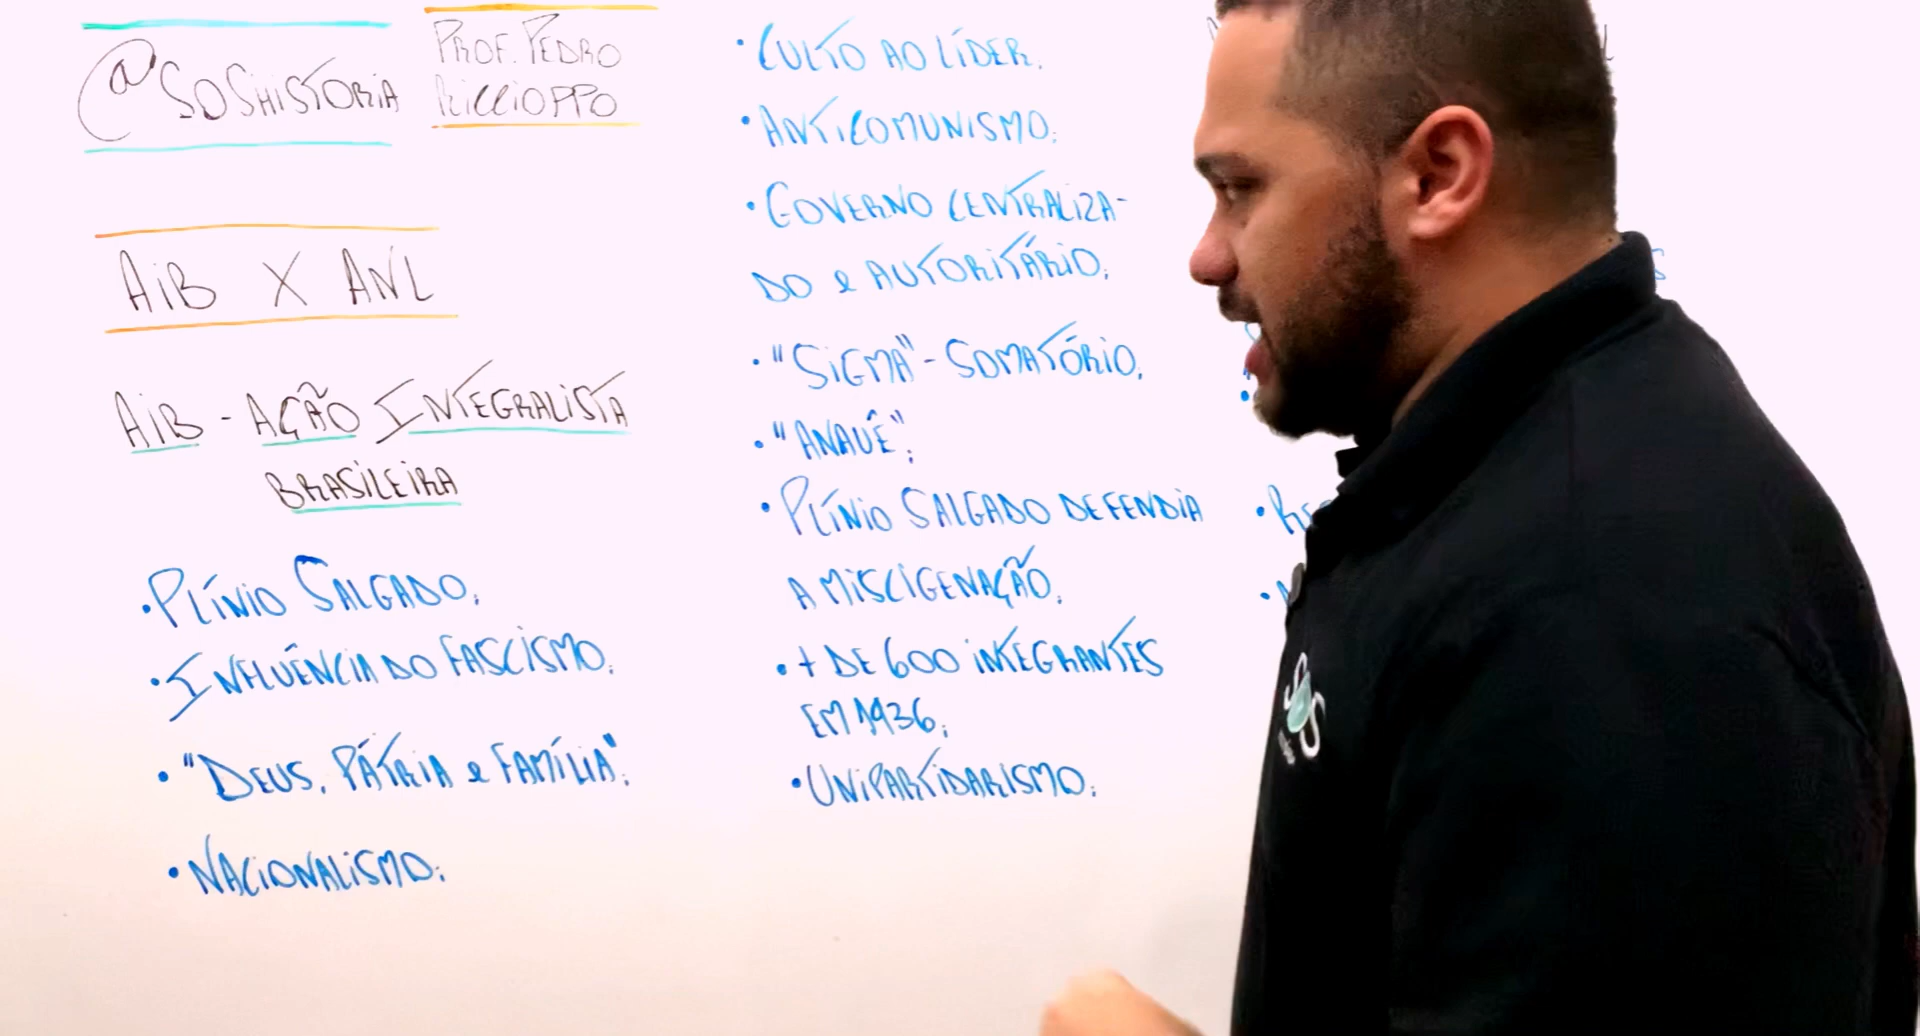 @SOSHISTORIA
PROF. PEDRO
RICCIOPPO
AIB X ANL
AIB - AÇÃO INTEGRALISTA
BRASILEIRA
• PLÍNIO SALGADO;
• INFLUÊNCIA DO FASCISMO;
• "DEUS, PÁTRIA e FAMÍLIA";
• NACIONALISMO;
• CULTO AO LÍDER;
• ANTICOMUNISMO;
• GOVERNO CENTRALIZA-
DO e AUTORITÁRIO;
• "SIGMA" - SOMATÓRIO;
• "ANAUÊ";
• PLÍNIO SALGADO DEFENDIA
A MISCIGENAÇÃO;
• + DE 600 INTEGRANTES
EM 1936;
• UNIPARTIDARISMO;
SOS